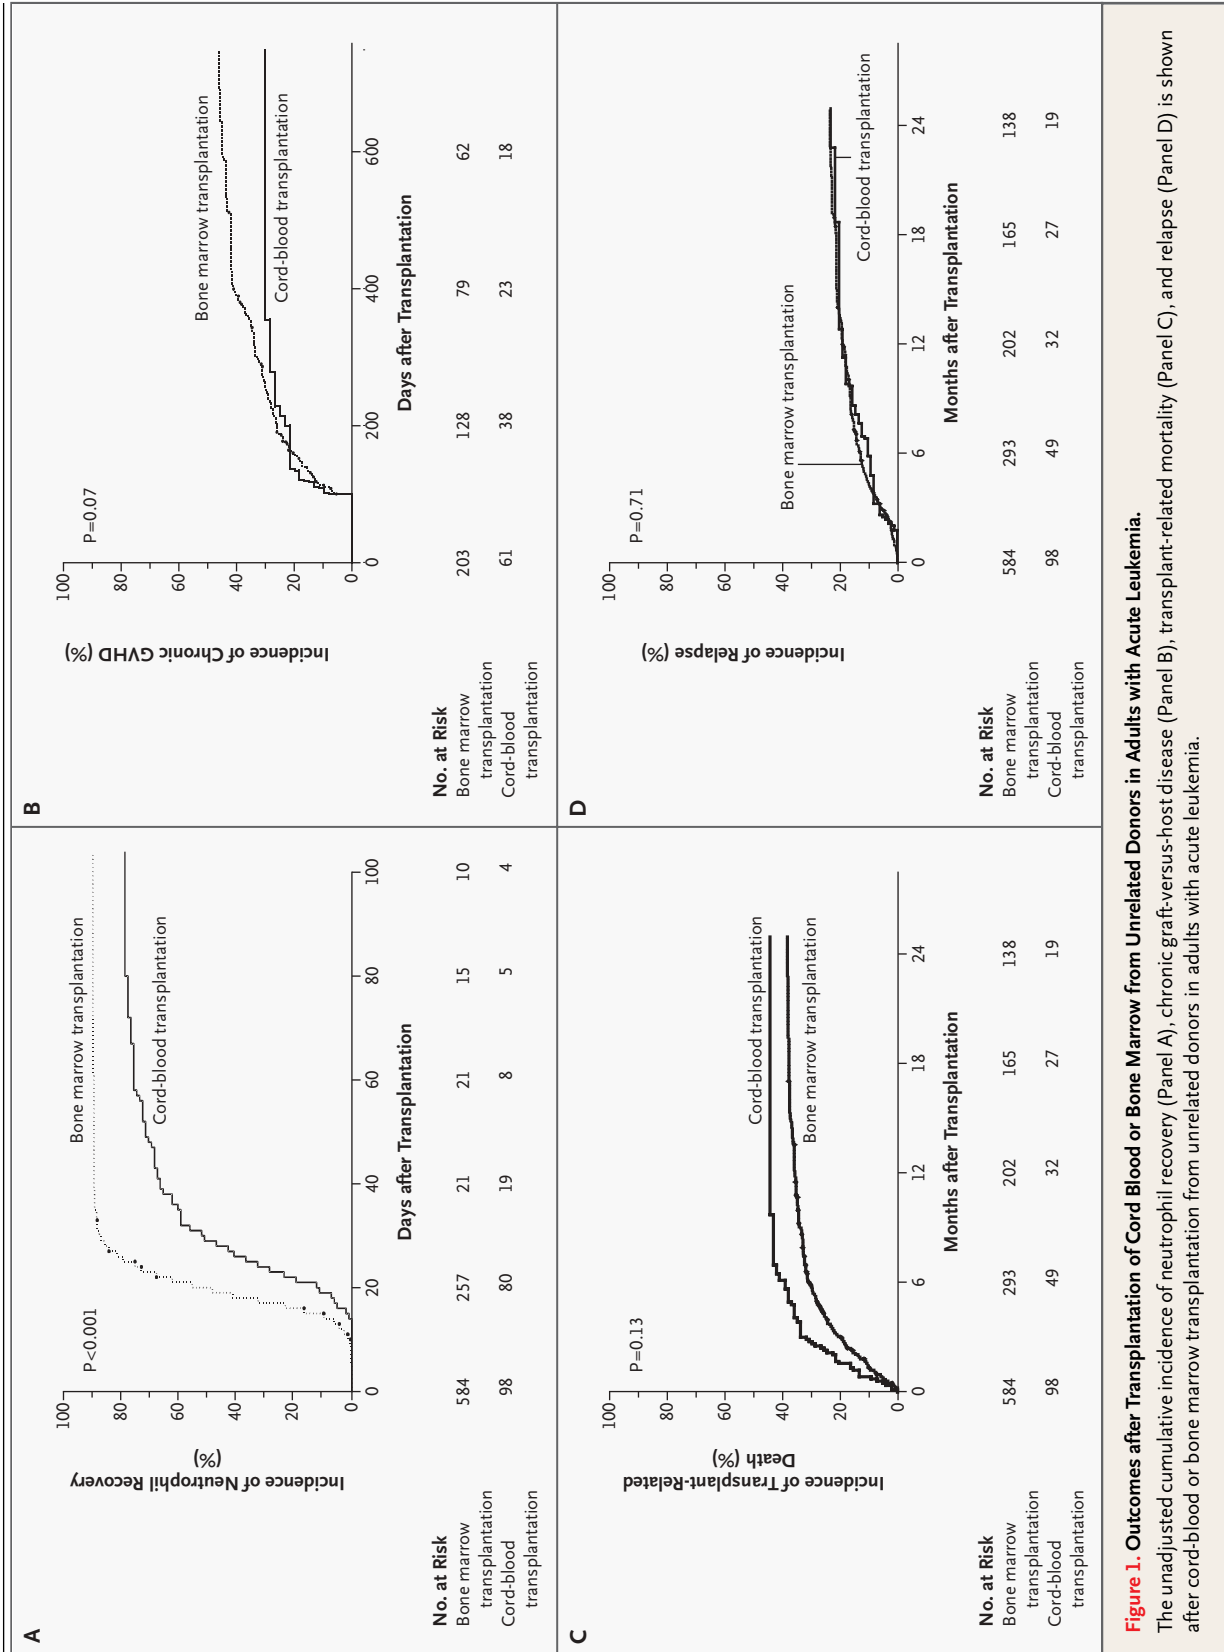 A
Incidence of Neutrophil Recovery
(%)
100
80
60
40
20
0
P<0.001
Bone marrow transplantation
Cord-blood transplantation
0 20 40 60 80 100
Days after Transplantation
No. at Risk
Bone marrow
transplantation
584 257 21 21 15 10
Cord-blood
transplantation
98 80 19 8 5 4
B
Incidence of Chronic GVHD (%)
100
80
60
40
20
0
P=0.07
Bone marrow transplantation
Cord-blood transplantation
0 200 400 600
Days after Transplantation
No. at Risk
Bone marrow
transplantation
203 128 79 62
Cord-blood
transplantation
61 38 23 18
C
Incidence of Transplant-Related
Death (%)
100
80
60
40
20
0
P=0.13
Cord-blood transplantation
Bone marrow transplantation
0 6 12 18 24
Months after Transplantation
No. at Risk
Bone marrow
transplantation
584 293 202 165 138
Cord-blood
transplantation
98 49 32 27 19
D
Incidence of Relapse (%)
100
80
60
40
20
0
P=0.71
Bone marrow transplantation
Cord-blood transplantation
0 6 12 18 24
Months after Transplantation
No. at Risk
Bone marrow
transplantation
584 293 202 165 138
Cord-blood
transplantation
98 49 32 27 19
Figure 1. Outcomes after Transplantation of Cord Blood or Bone Marrow from Unrelated Donors in Adults with Acute Leukemia.
The unadjusted cumulative incidence of neutrophil recovery (Panel A), chronic graft-versus-host disease (Panel B), transplant-related mortality (Panel C), and relapse (Panel D) is shown
after cord-blood or bone marrow transplantation from unrelated donors in adults with acute leukemia.